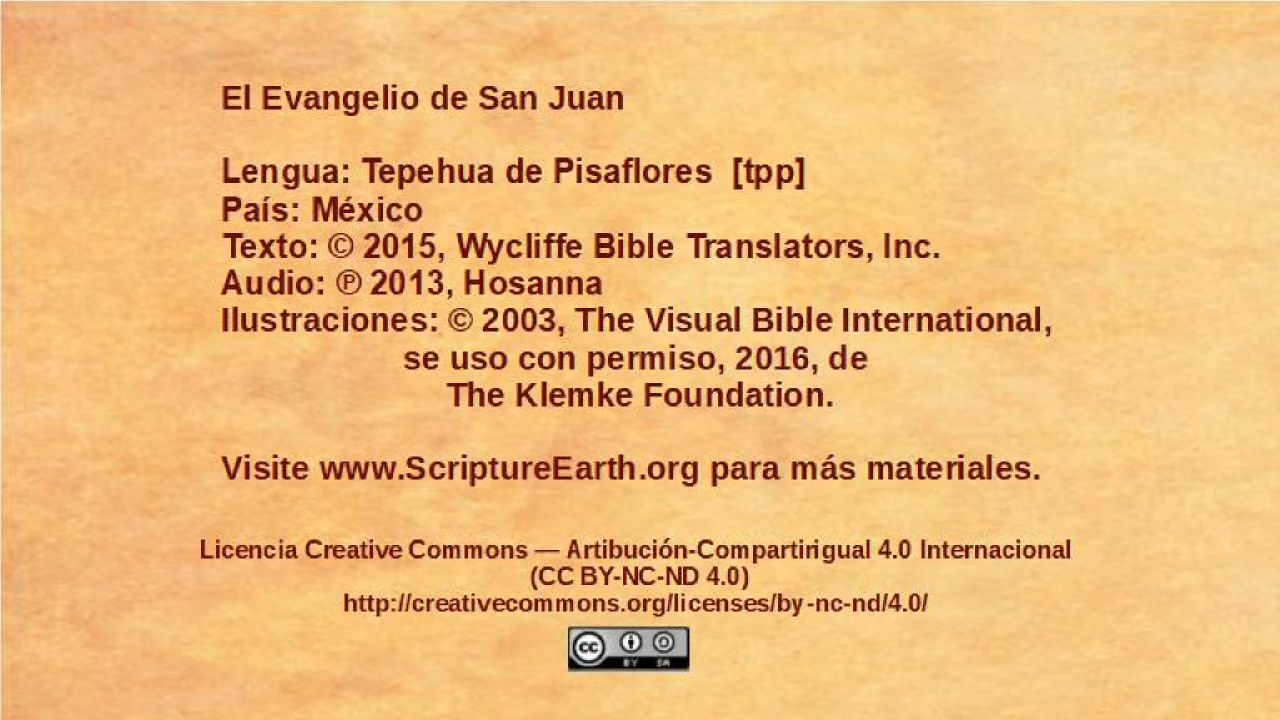 El Evangelio de San Juan
Lengua: Tepehua de Pisaflores [tpp]
País: México
Texto: © 2015, Wycliffe Bible Translators, Inc.
Audio: ℗ 2013, Hosanna
Ilustraciones: © 2003, The Visual Bible International,
se uso con permiso, 2016, de
The Klemke Foundation.
Visite www.ScriptureEarth.org para más materiales.
Licencia Creative Commons — Artibución-Compartirigual 4.0 Internacional
(CC BY-NC-ND 4.0)
http://creativecommons.org/licenses/by-nc-nd/4.0/
cc
BY SA